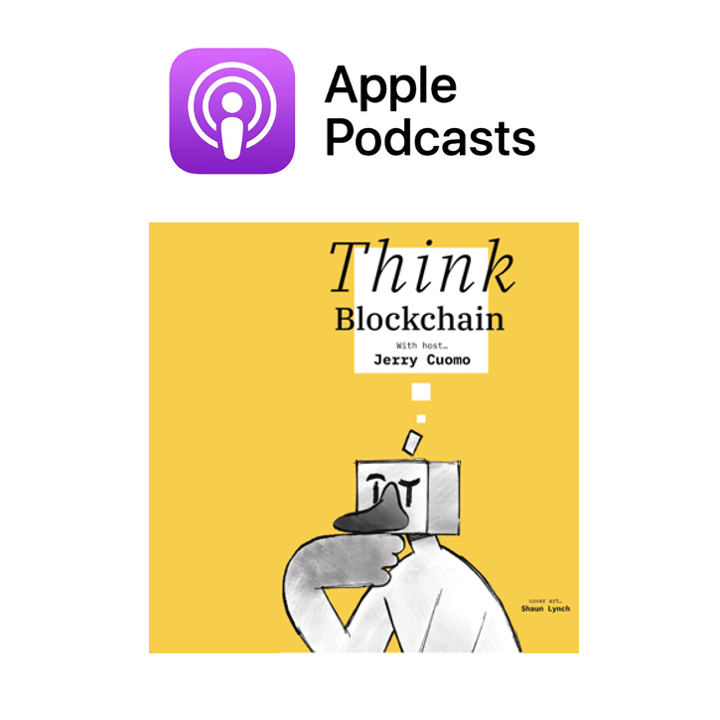 Apple
Podcasts
Think
Blockchain
With host…
Jerry Cuomo
cover art…
Shaun Lynch